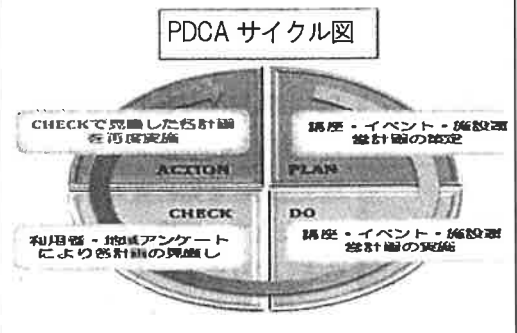 PDCA サイクル図
CHECKで見直した各計画
を再度実施
ACTION
講座・イベント・施設運
営計画の策定
PLAN
CHECK
利用者・地域アンケート
により各計画の見直し
DO
講座・イベント・施設運
営計画の実施